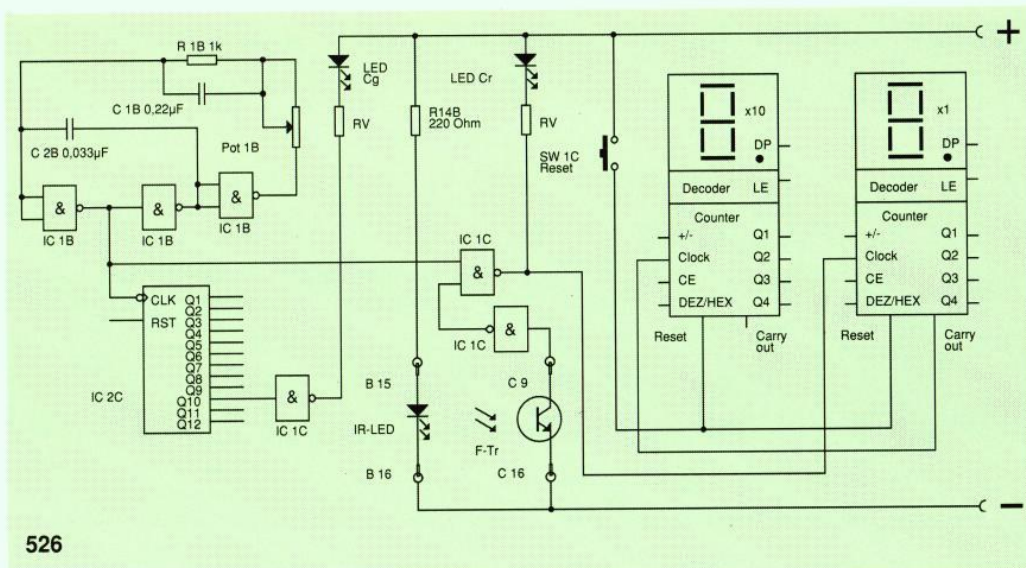 R 1B 1k
C 1B 0,22µF
C 2B 0,033µF
Pot 1B
&
IC 1B
&
IC 1B
&
IC 1B
LED
Cg
RV
R14B
220 Ohm
LED Cr
RV
SW 1C
Reset
x10
DP
Decoder LE
Counter
+/- Q1
Clock Q2
CE Q3
DEZ/HEX Q4
Reset
Carry
out
x1
DP
Decoder LE
Counter
+/- Q1
Clock Q2
CE Q3
DEZ/HEX Q4
Reset
Carry
out
+
IC 1C
&
&
IC 1C
CLK Q1
Q2
RST Q3
Q4
Q5
Q6
Q7
Q8
Q9
Q10
Q11
Q12
IC 2C
&
IC 1C
B 15
IR-LED
B 16
C 9
F-Tr
C 16
−
526